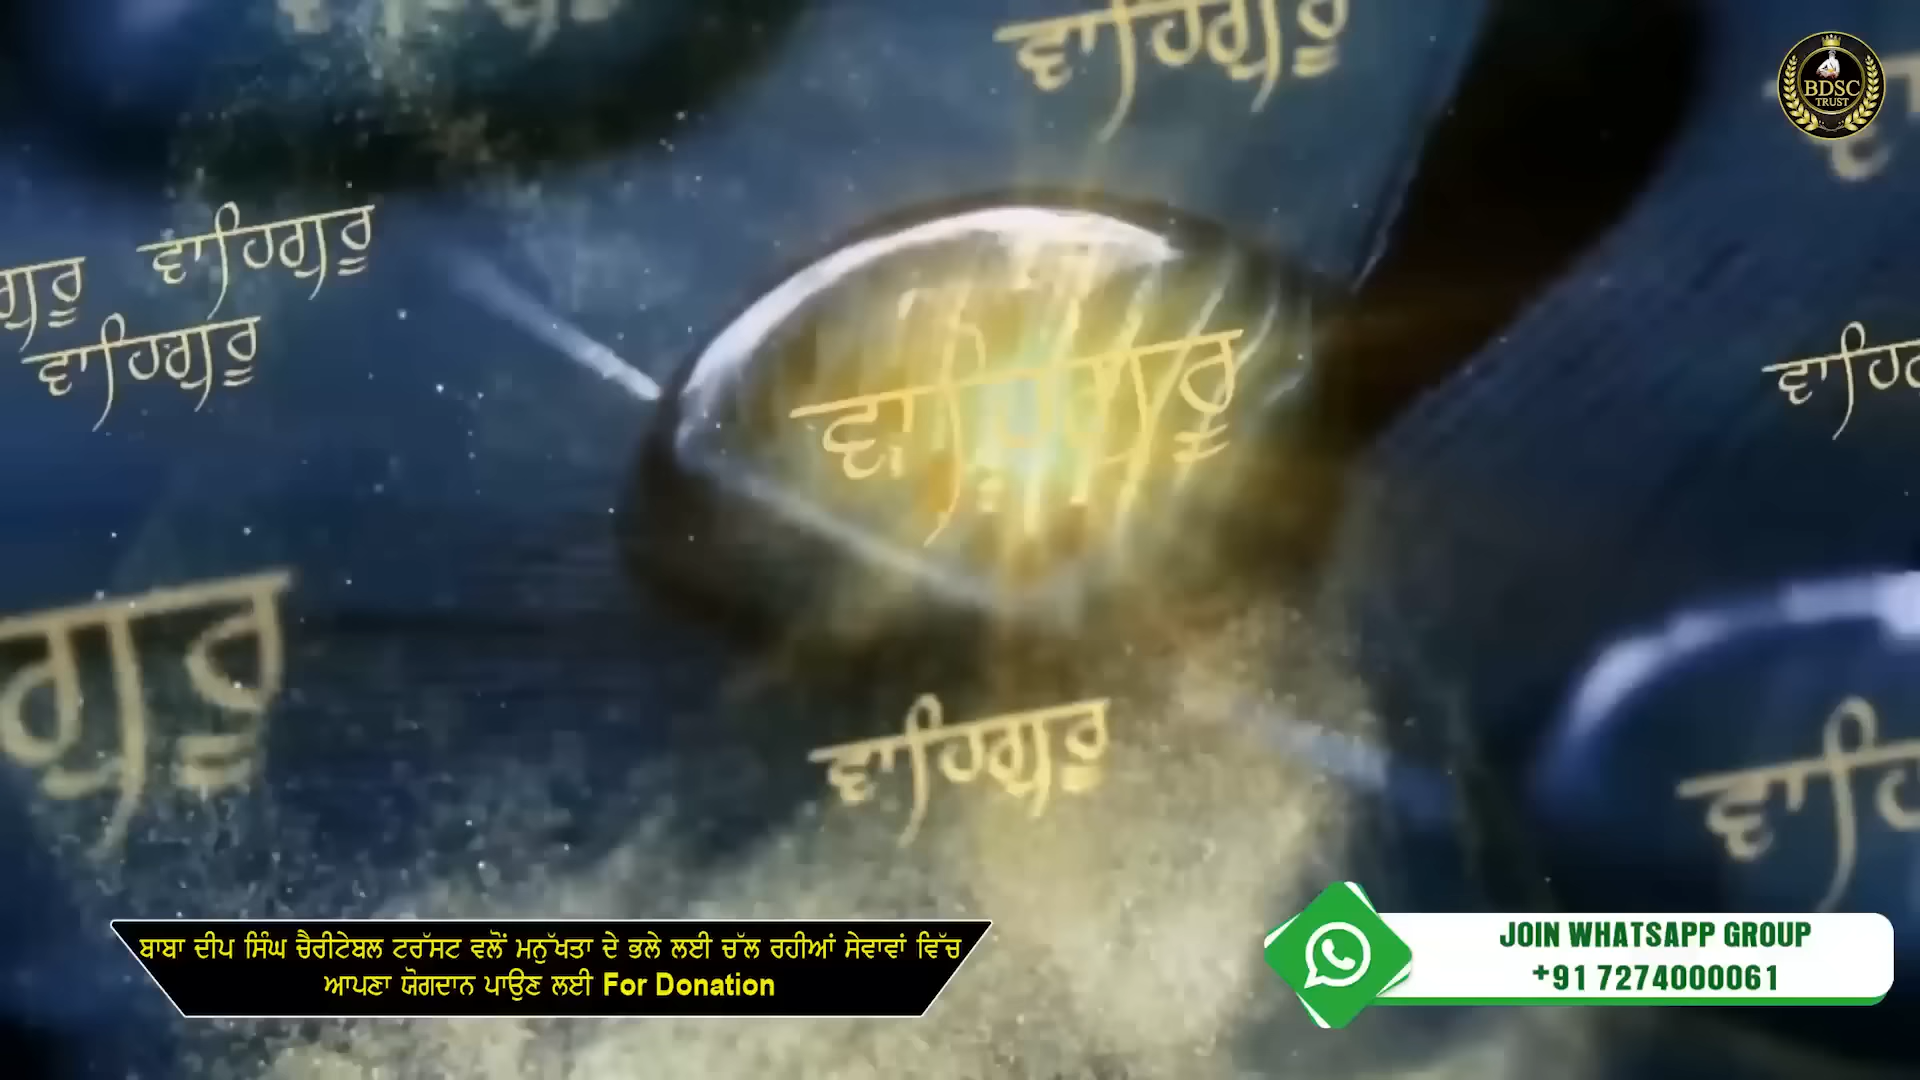 ਵਾਹਿਗੁਰੂ
BDSC
TRUST
ਵਾਹਿਗੁਰੂ
ਗੁਰੂ
ਵਾਹਿਗੁਰੂ
ਵਾਹਿਗੁਰੂ
ਵਾਹਿਗੁਰੂ
ਗੁਰੂ
ਵਾਹਿਗੁਰੂ
ਬਾਬਾ ਦੀਪ ਸਿੰਘ ਚੈਰੀਟੇਬਲ ਟਰੱਸਟ ਵਲੋਂ ਮਨੁੱਖਤਾ ਦੇ ਭਲੇ ਲਈ ਚੱਲ ਰਹੀਆਂ ਸੇਵਾਵਾਂ ਵਿੱਚ
ਆਪਣਾ ਯੋਗਦਾਨ ਪਾਉਣ ਲਈ For Donation
JOIN WHATSAPP GROUP
+91 7274000061